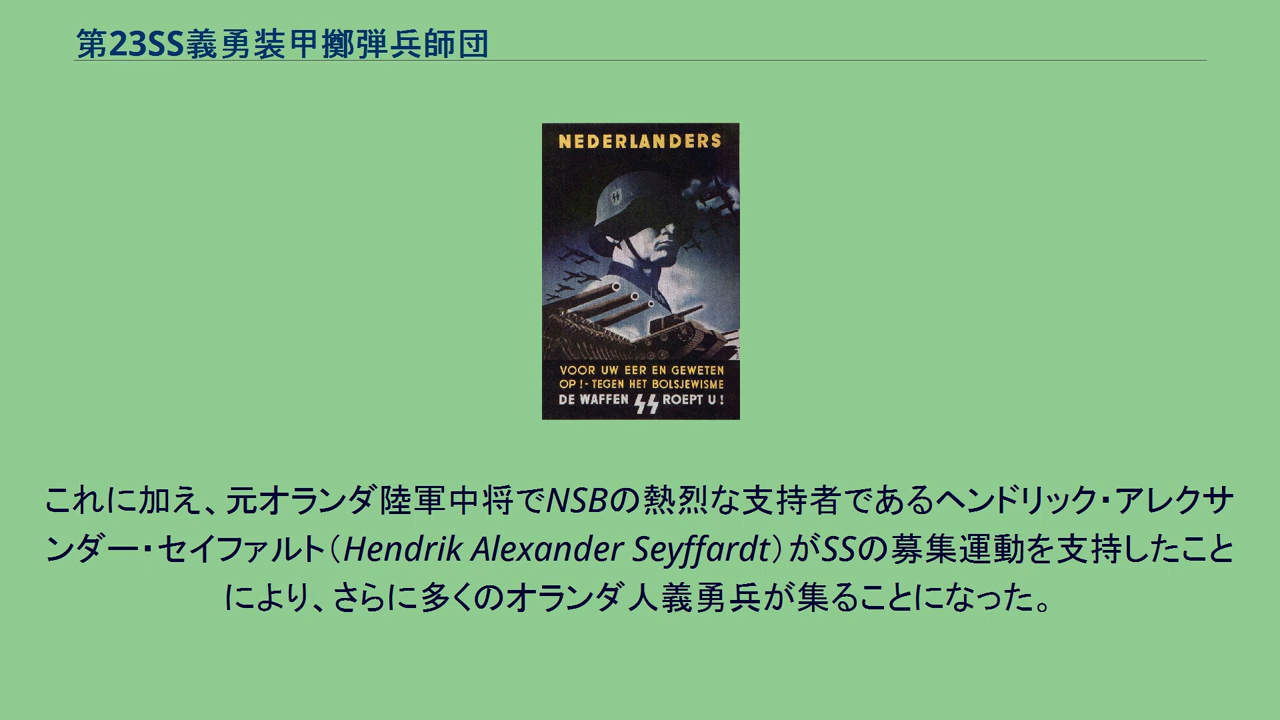 第23SS義勇装甲擲弾兵師団
NEDERLANDERS
VOOR UW EER EN GEWETEN
OP!-TEGEN HET BOLSJEWISME
DE WAFFEN SS ROEPT U!
これに加え、元オランダ陸軍中将でNSBの熱烈な支持者であるヘンドリック・アレクサ
ンダー・セイファルト(Hendrik Alexander Seyffardt)がSSの募集運動を支持したこと
により、さらに多くのオランダ人義勇兵が集ることになった。